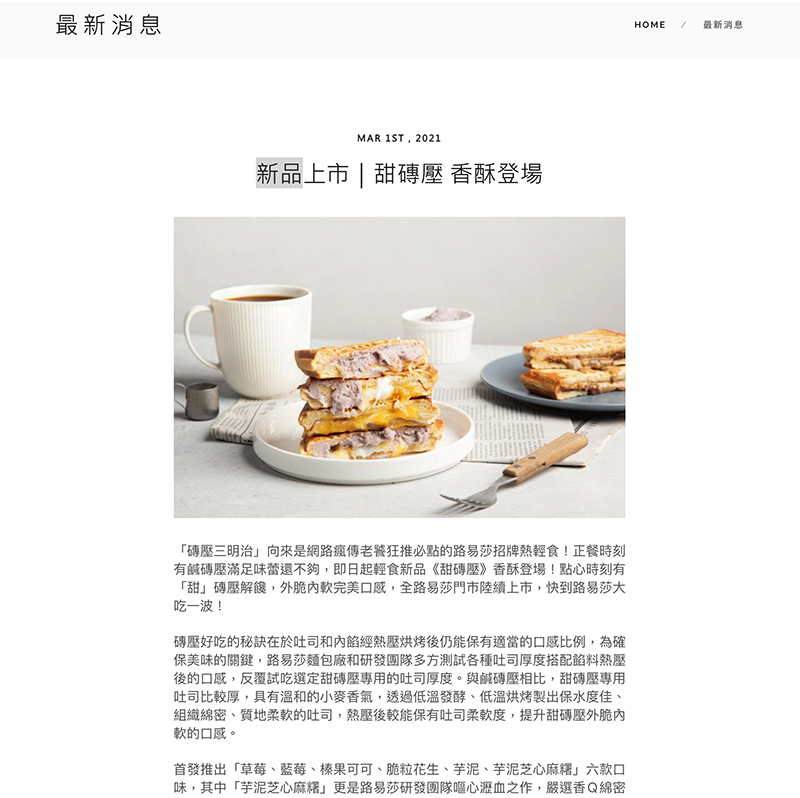 最新消息
HOME / 最新消息
MAR 1ST , 2021
新品上市｜甜磚壓 香酥登場
「磚壓三明治」向來是網路瘋傳老饕狂推必點的路易莎招牌熱輕食！正餐時刻
有鹹磚壓滿足味蕾還不夠，即日起輕食新品《甜磚壓》香酥登場！點心時刻有
「甜」磚壓解饞，外脆內軟完美口感，全路易莎門市陸續上市，快到路易莎大
吃一波！
磚壓好吃的秘訣在於吐司和內餡經熱壓烘烤後仍能保有適當的口感比例，為確
保美味的關鍵，路易莎麵包廠和研發團隊多方測試各種吐司厚度搭配餡料熱壓
後的口感，反覆試吃選定甜磚壓專用的吐司厚度。與鹹磚壓相比，甜磚壓專用
吐司比較厚，具有溫和的小麥香氣，透過低溫發酵、低溫烘烤製出保水度佳、
組織綿密、質地柔軟的吐司，熱壓後較能保有吐司柔軟度，提升甜磚壓外脆內
軟的口感。
首發推出「草莓、藍莓、榛果可可、脆粒花生、芋泥、芋泥芝心麻糬」六款口
味，其中「芋泥芝心麻糬」更是路易莎研發團隊嘔心瀝血之作，嚴選香Ｑ綿密